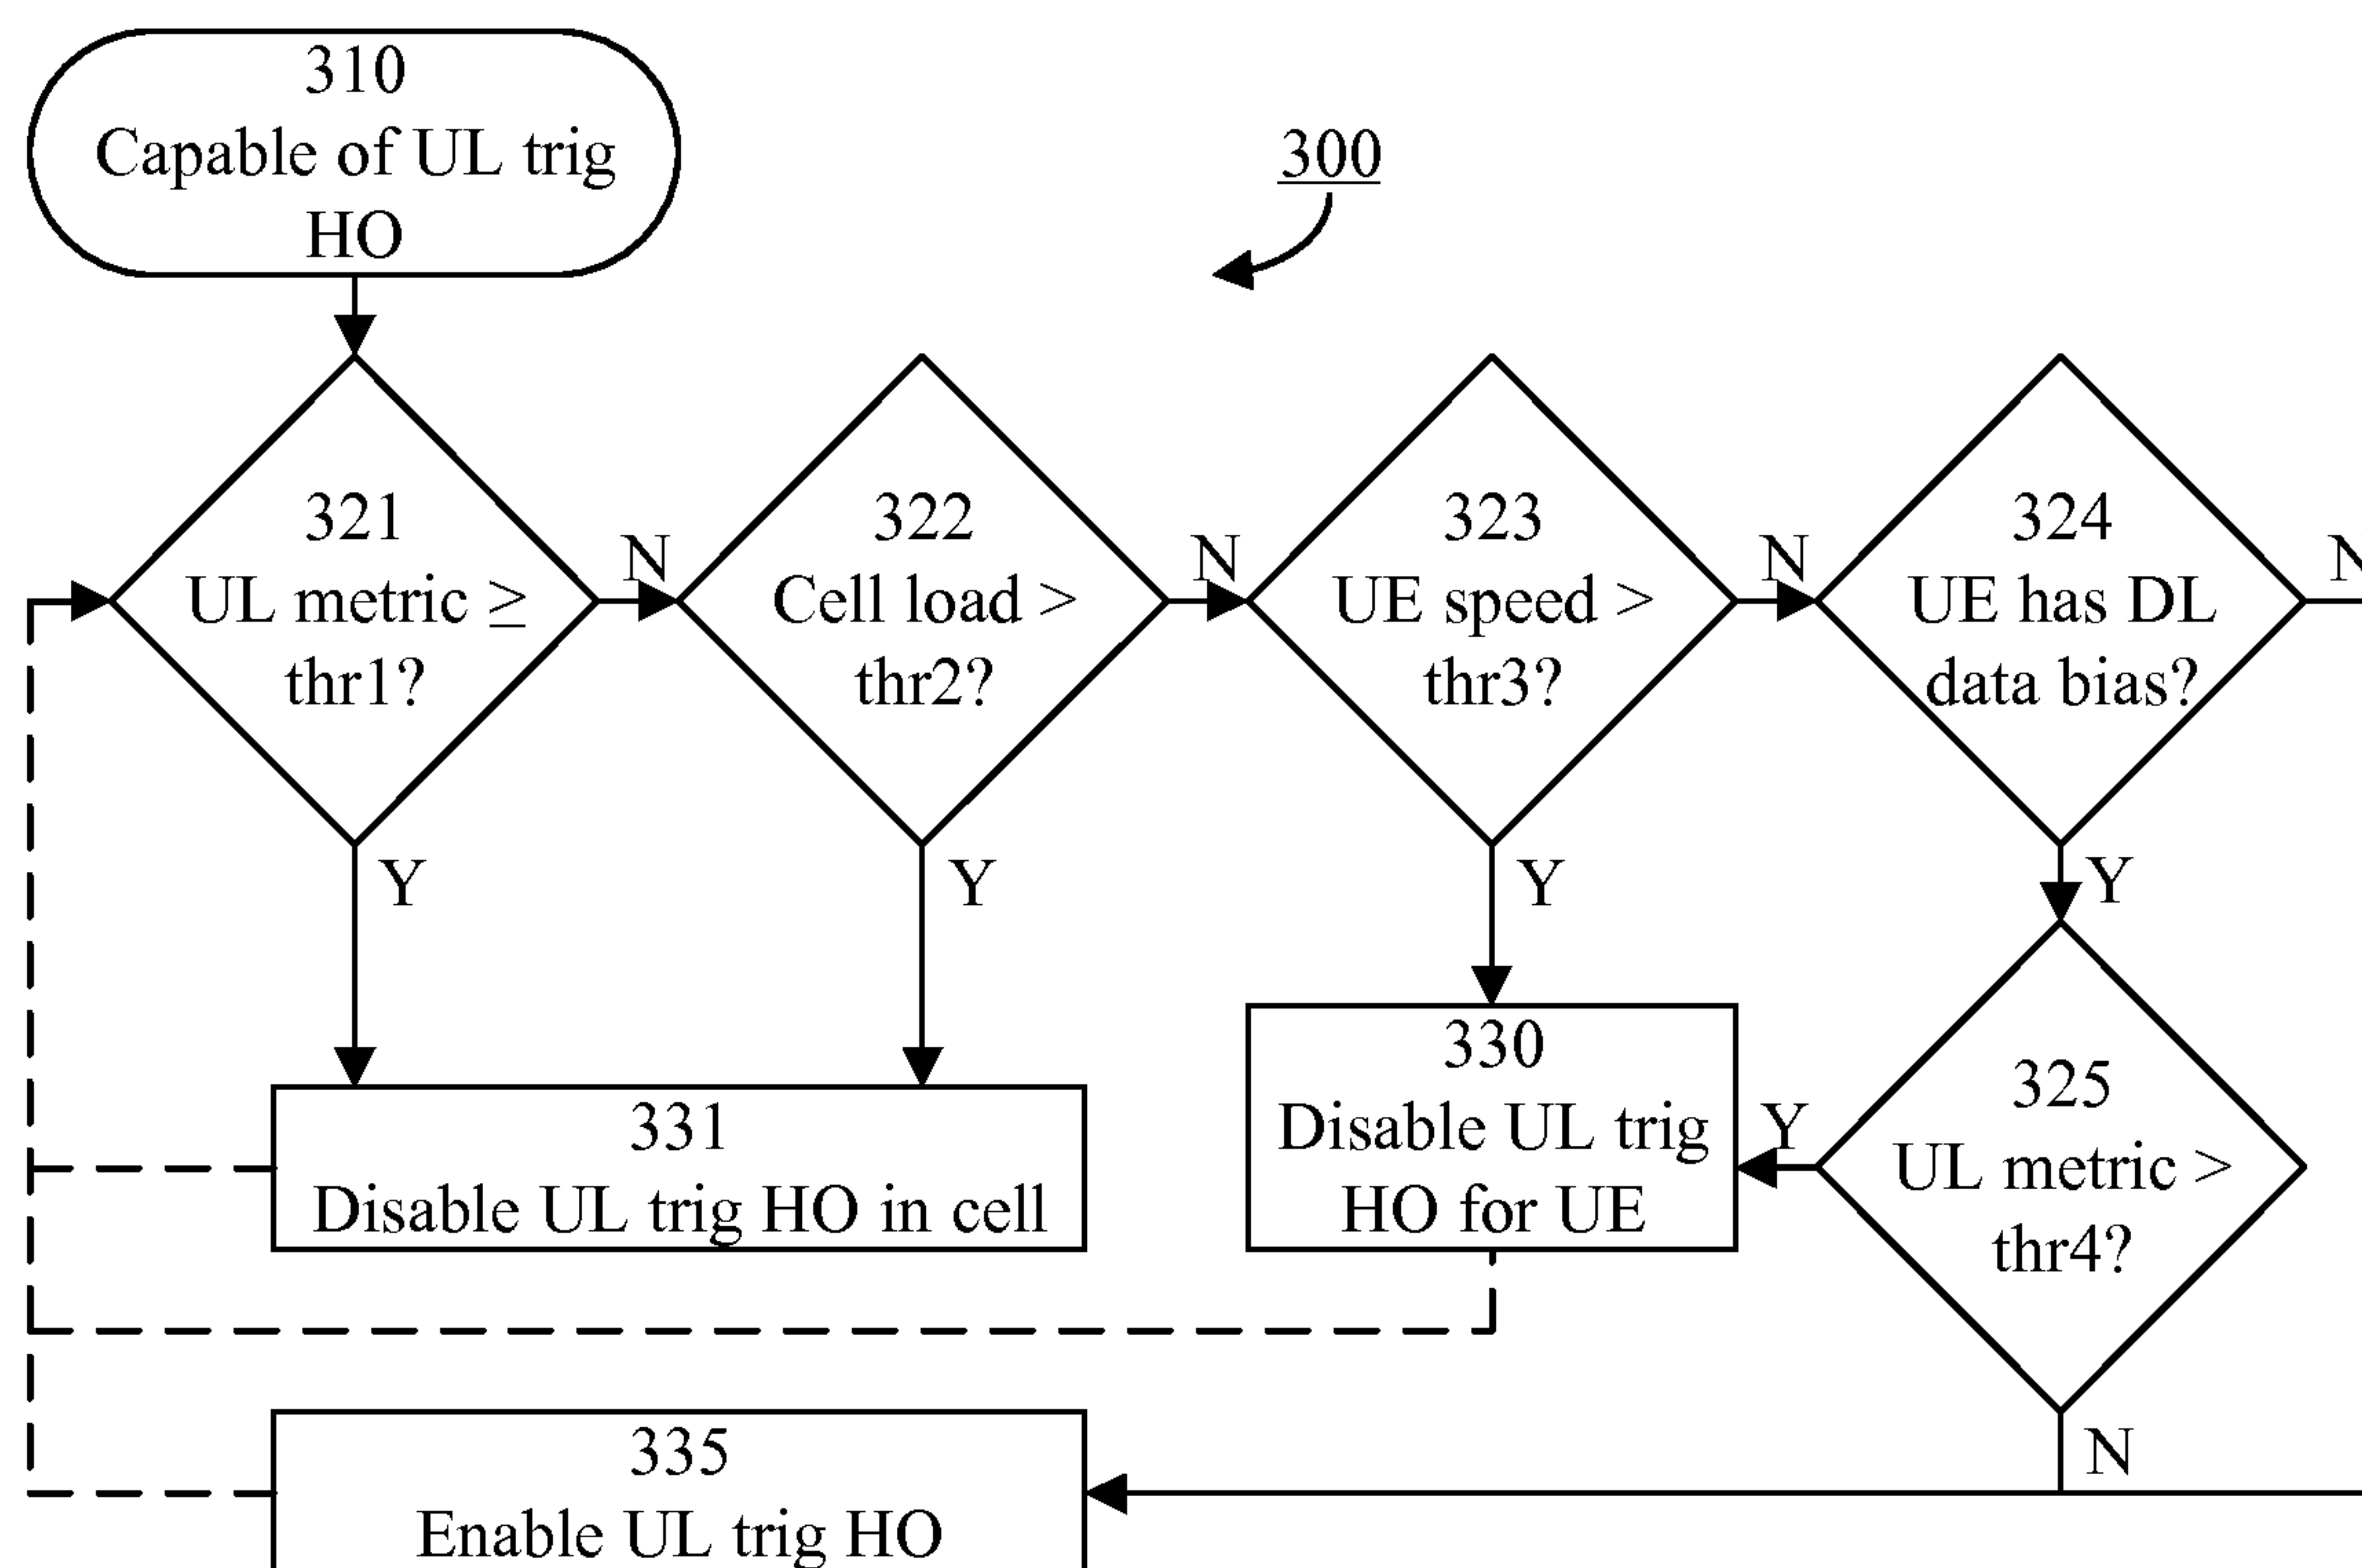 310
Capable of UL trig
HO
300
321
UL metric ≥
thr1?
N
322
Cell load >
thr2?
N
323
UE speed >
thr3?
N
324
UE has DL
data bias?
N
Y
Y
Y
Y
331
Disable UL trig HO in cell
330
Disable UL trig
HO for UE
Y
325
UL metric >
thr4?
N
335
Enable UL trig HO